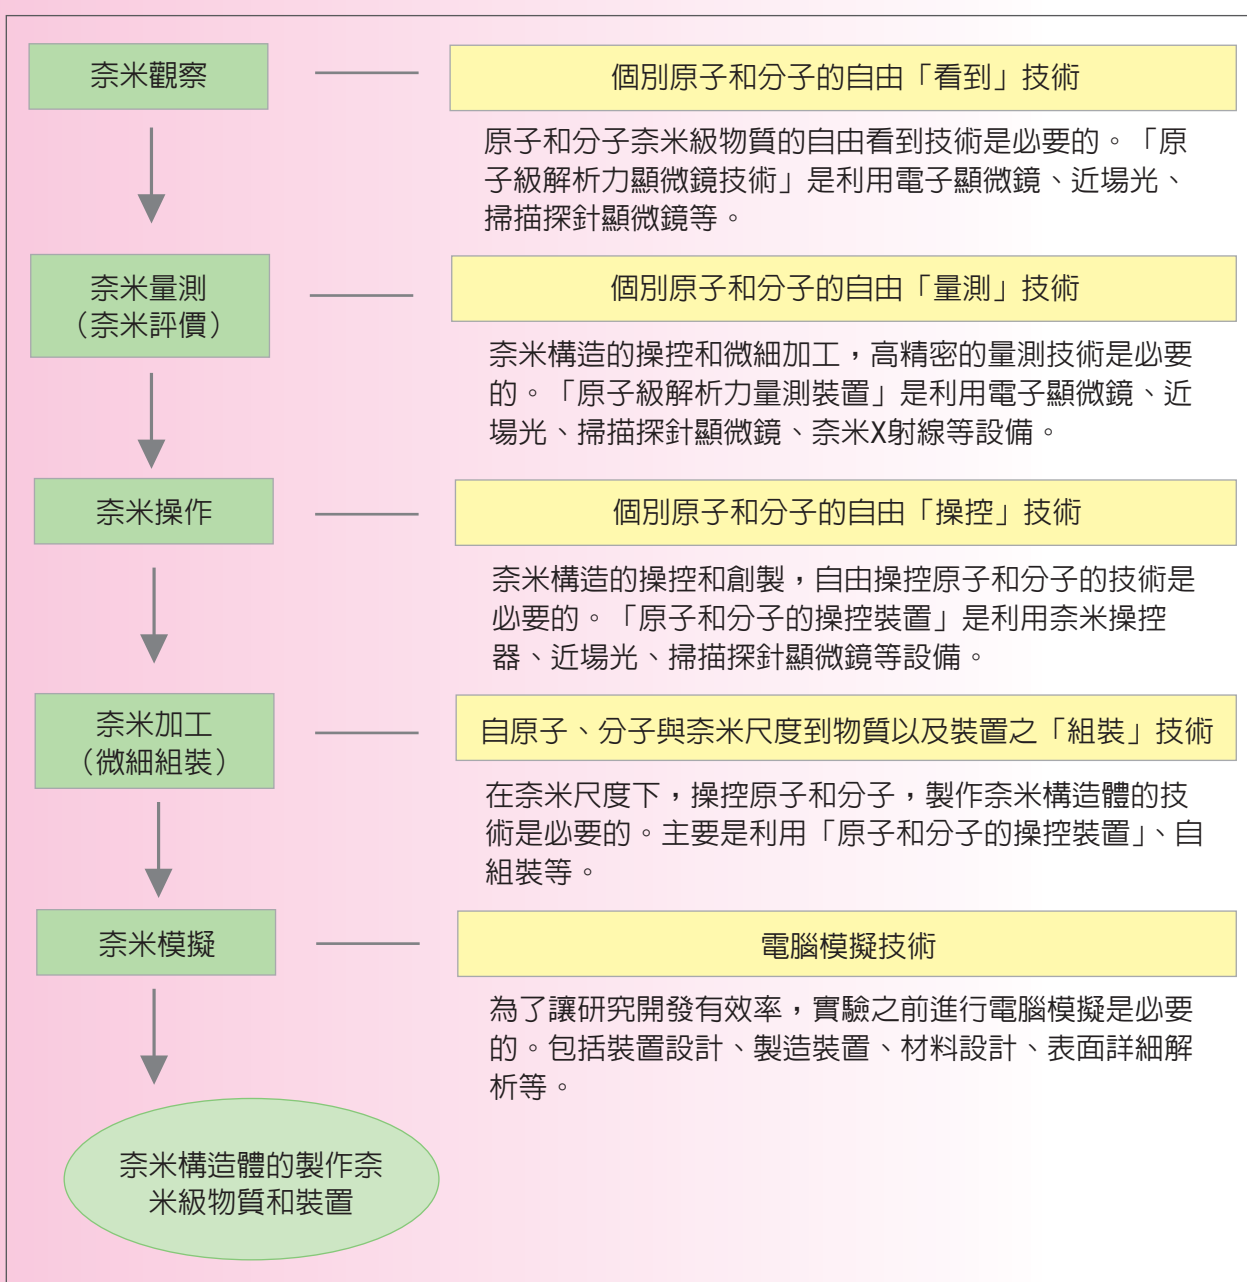 奈米觀察
個別原子和分子的自由「看到」技術
原子和分子奈米級物質的自由看到技術是必要的。「原
子級解析力顯微鏡技術」是利用電子顯微鏡、近場光、
掃描探針顯微鏡等。
奈米量測
（奈米評價）
個別原子和分子的自由「量測」技術
奈米構造的操控和微細加工，高精密的量測技術是必要
的。「原子級解析力量測裝置」是利用電子顯微鏡、近
場光、掃描探針顯微鏡、奈米X射線等設備。
奈米操作
個別原子和分子的自由「操控」技術
奈米構造的操控和創製，自由操控原子和分子的技術是
必要的。「原子和分子的操控裝置」是利用奈米操控
器、近場光、掃描探針顯微鏡等設備。
奈米加工
（微細組裝）
自原子、分子與奈米尺度到物質以及裝置之「組裝」技術
在奈米尺度下，操控原子和分子，製作奈米構造體的技
術是必要的。主要是利用「原子和分子的操控裝置」、自
組裝等。
奈米模擬
電腦模擬技術
為了讓研究開發有效率，實驗之前進行電腦模擬是必要
的。包括裝置設計、製造裝置、材料設計、表面詳細解
析等。
奈米構造體的製作奈
米級物質和裝置